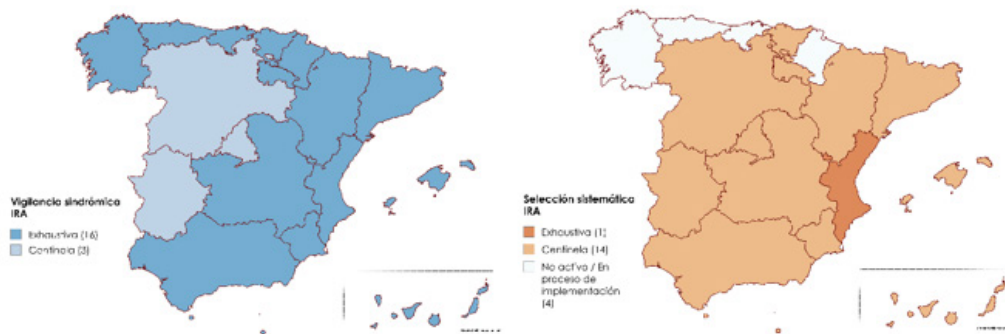 Vigilancia sindrómica
IRA
Exhaustiva (16)
Centinela (3)
Selección sistemática
IRA
Exhaustiva (1)
Centinela (14)
No activo / En
proceso de
implementación
(4)